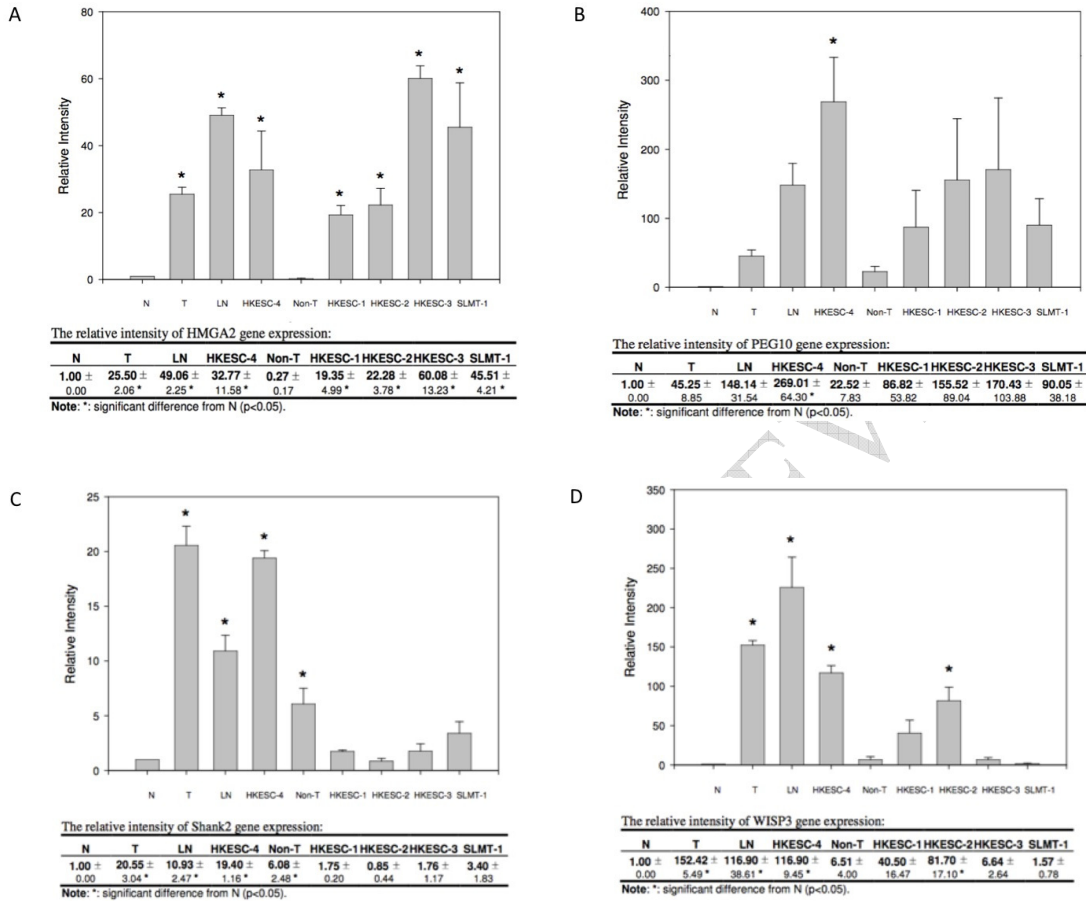 A
80
60
40
20
0
Relative Intensity
* * * * * * *
N T LN HKESC-4 Non-T HKESC-1 HKESC-2 HKESC-3 SLMT-1
The relative intensity of HMGA2 gene expression:
N T LN HKESC-4 Non-T HKESC-1 HKESC-2 HKESC-3 SLMT-1
1.00 ± 25.50 ± 49.06 ± 32.77 ± 0.27 ± 19.35 ± 22.28 ± 60.08 ± 45.51 ±
0.00 2.06 * 2.25 * 11.58 * 0.17 4.99 * 3.78 * 13.23 * 4.21 *
Note: *: significant difference from N (p<0.05).
B
400
300
200
100
0
Relative Intensity
*
N T LN HKESC-4 Non-T HKESC-1 HKESC-2 HKESC-3 SLMT-1
The relative intensity of PEG10 gene expression:
N T LN HKESC-4 Non-T HKESC-1 HKESC-2 HKESC-3 SLMT-1
1.00 ± 45.25 ± 148.14 ± 269.01 ± 22.52 ± 86.82 ± 155.52 ± 170.43 ± 90.05 ±
0.00 8.85 31.54 64.30 * 7.83 53.82 89.04 103.88 38.18
Note: *: significant difference from N (p<0.05).
C
25
20
15
10
5
0
Relative Intensity
* * * *
N T LN HKESC-4 Non-T HKESC-1 HKESC-2 HKESC-3 SLMT-1
The relative intensity of Shank2 gene expression:
N T LN HKESC-4 Non-T HKESC-1 HKESC-2 HKESC-3 SLMT-1
1.00 ± 20.55 ± 10.93 ± 19.40 ± 6.08 ± 1.75 ± 0.85 ± 1.76 ± 3.40 ±
0.00 3.04 * 2.47 * 1.16 * 2.48 * 0.20 0.44 1.17 1.83
Note: *: significant difference from N (p<0.05).
D
350
300
250
200
150
100
50
0
Relative Intensity
* * * *
N T LN HKESC-4 Non-T HKESC-1 HKESC-2 HKESC-3 SLMT-1
The relative intensity of WISP3 gene expression:
N T LN HKESC-4 Non-T HKESC-1 HKESC-2 HKESC-3 SLMT-1
1.00 ± 152.42 ± 116.90 ± 116.90 ± 6.51 ± 40.50 ± 81.70 ± 6.64 ± 1.57 ±
0.00 5.49 * 38.61 * 9.45 * 4.00 16.47 17.10 * 2.64 0.78
Note: *: significant difference from N (p<0.05).